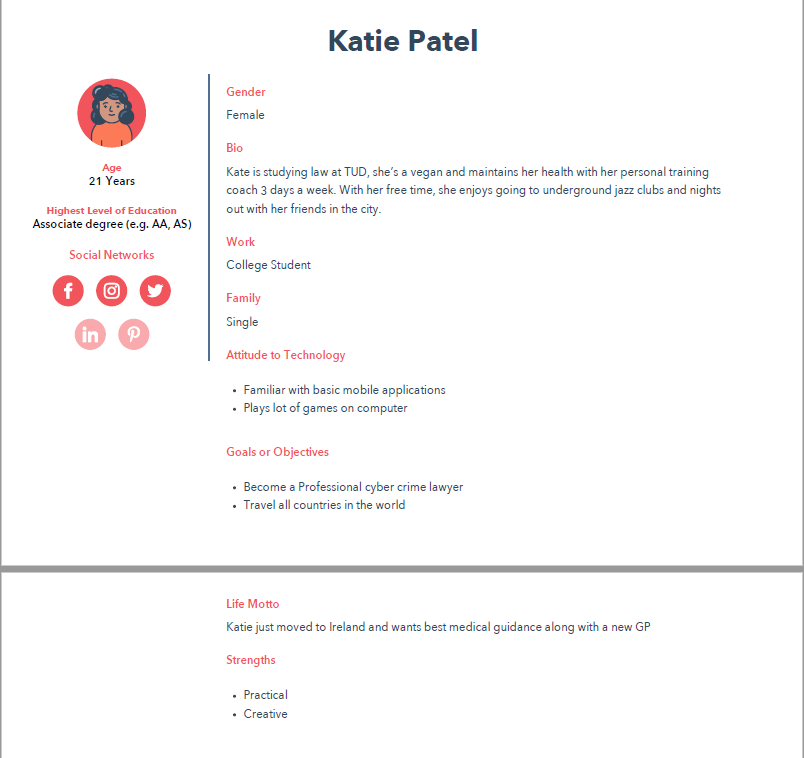 Katie Patel
Age
21 Years
Highest Level of Education
Associate degree (e.g. AA, AS)
Social Networks
f
in
Gender
Female
Bio
Kate is studying law at TUD, she's a vegan and maintains her health with her personal training
coach 3 days a week. With her free time, she enjoys going to underground jazz clubs and nights
out with her friends in the city.
Work
College Student
Family
Single
Attitude to Technology
• Familiar with basic mobile applications
• Plays lot of games on computer
Goals or Objectives
• Become a Professional cyber crime lawyer
• Travel all countries in the world
Life Motto
Katie just moved to Ireland and wants best medical guidance along with a new GP
Strengths
• Practical
• Creative